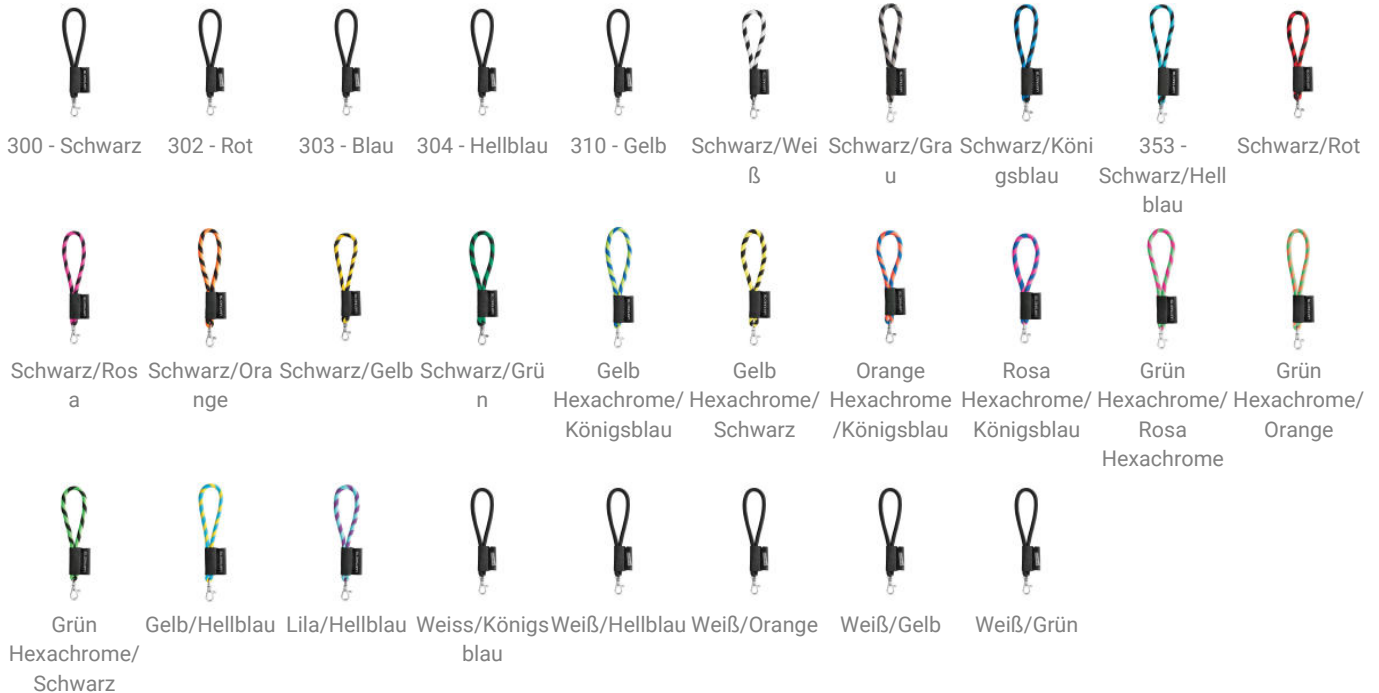 300 - Schwarz 302 - Rot 303 - Blau 304 - Hellblau 310 - Gelb Schwarz/Wei Schwarz/Gra Schwarz/Köni 353 - Schwarz/Rot
ß u gsblau Schwarz/Hell
blau
Schwarz/Ros Schwarz/Ora Schwarz/Gelb Schwarz/Grü Gelb Gelb Orange Rosa Grün Grün
a nge n Hexachrome/ Hexachrome/ Hexachrome Hexachrome/ Hexachrome/ Hexachrome/
Königsblau Schwarz /Königsblau Königsblau Rosa Orange
Hexachrome
Grün Gelb/Hellblau Lila/Hellblau Weiss/Königs Weiß/Hellblau Weiß/Orange Weiß/Gelb Weiß/Grün
Hexachrome/ blau
Schwarz